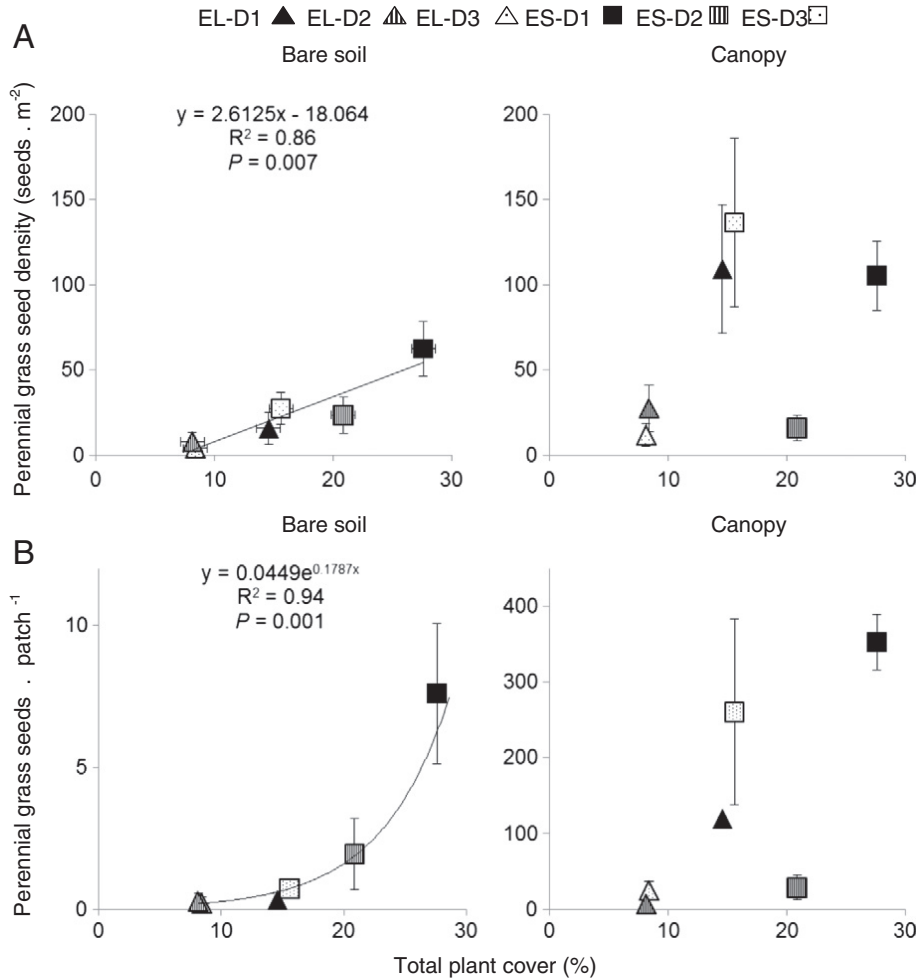 EL-D1 EL-D2 EL-D3 ES-D1 ES-D2 ES-D3
A
Bare soil
Canopy
y = 2.6125x - 18.064
R² = 0.86
P = 0.007
Perennial grass seed density (seeds . m⁻²)
200
150
100
50
0
0 10 20 30
200
150
100
50
0
0 10 20 30
B
Bare soil
Canopy
y = 0.0449e^0.1787x
R² = 0.94
P = 0.001
Perennial grass seeds . patch⁻¹
10
5
0
0 10 20 30
400
300
200
100
0
0 10 20 30
Total plant cover (%)